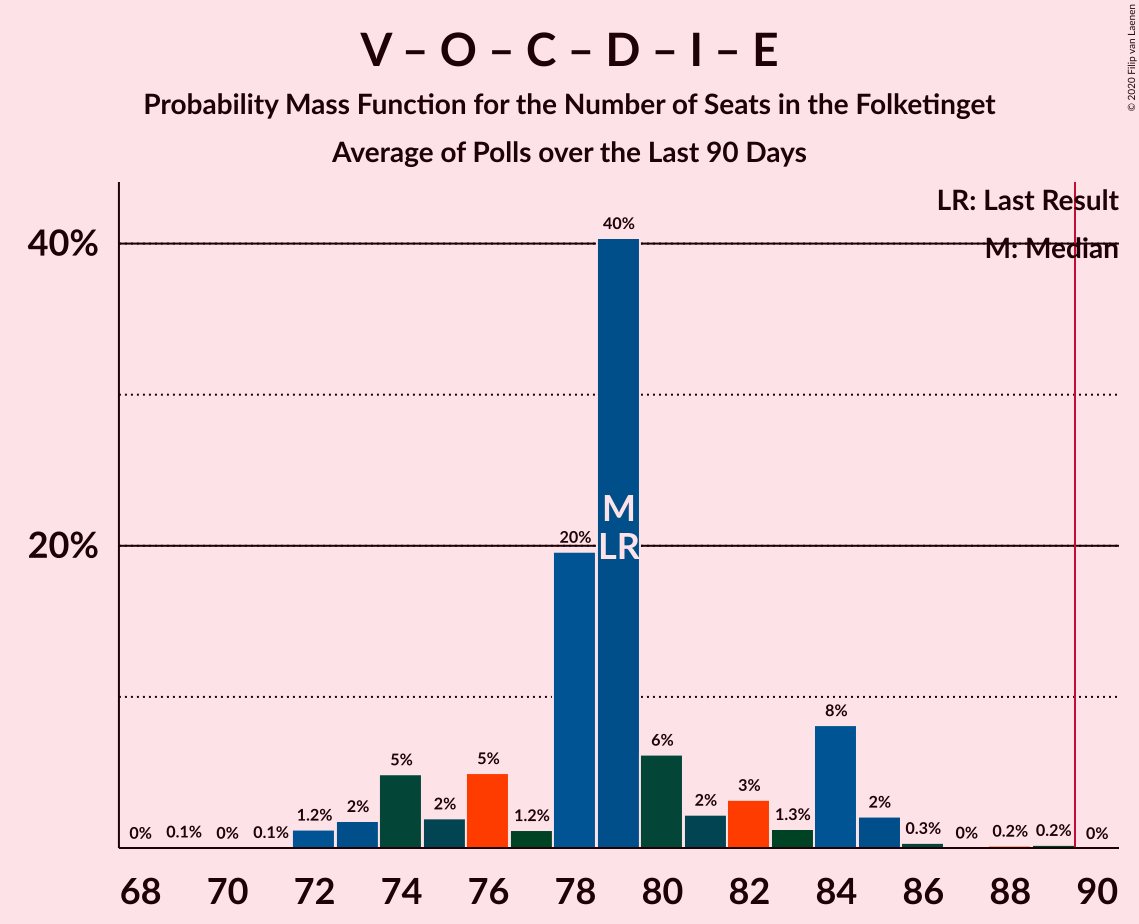 V – O – C – D – I – E
Probability Mass Function for the Number of Seats in the Folketinget
Average of Polls over the Last 90 Days
© 2020 Filip van Laenen
LR: Last Result
M: Median
40%
20%
0% 0.1% 0% 0.1% 1.2% 2% 5% 2% 5% 1.2% 20% 40% 6% 2% 3% 1.3% 8% 2% 0.3% 0% 0.2% 0.2% 0%
M
LR
68 70 72 74 76 78 80 82 84 86 88 90